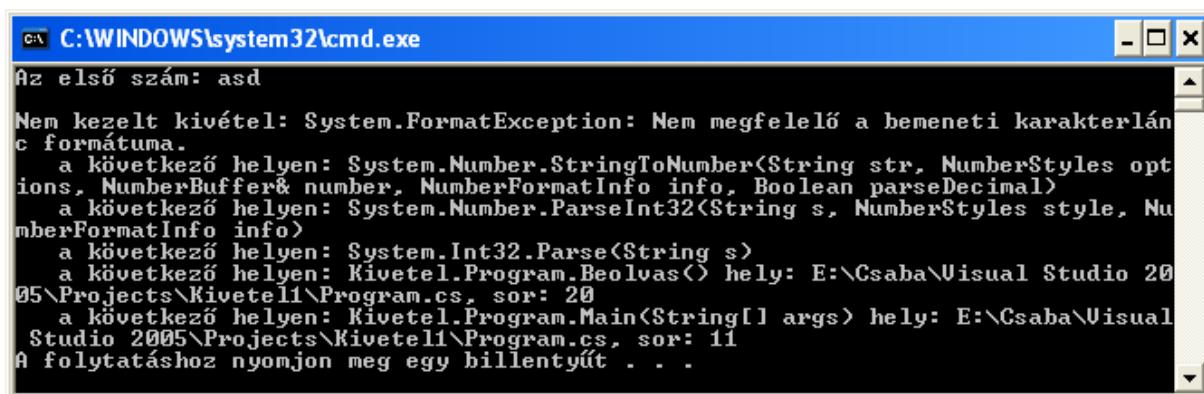 C:\WINDOWS\system32\cmd.exe
Az első szám: asd
Nem kezelt kivétel: System.FormatException: Nem megfelelő a bemeneti karakterlán
c formátuma.
a következő helyen: System.Number.StringToNumber(String str, NumberStyles opt
ions, NumberBuffer& number, NumberFormatInfo info, Boolean parseDecimal)
a következő helyen: System.Number.ParseInt32(String s, NumberStyles style, Nu
mberFormatInfo info)
a következő helyen: System.Int32.Parse(String s)
a következő helyen: Kivetel.Program.Beolvas() hely: E:\Csaba\Visual Studio 20
05\Projects\Kivetel1\Program.cs, sor: 20
a következő helyen: Kivetel.Program.Main(String[] args) hely: E:\Csaba\Visual
Studio 2005\Projects\Kivetel1\Program.cs, sor: 11
A folytatáshoz nyomjon meg egy billentyűt . . .